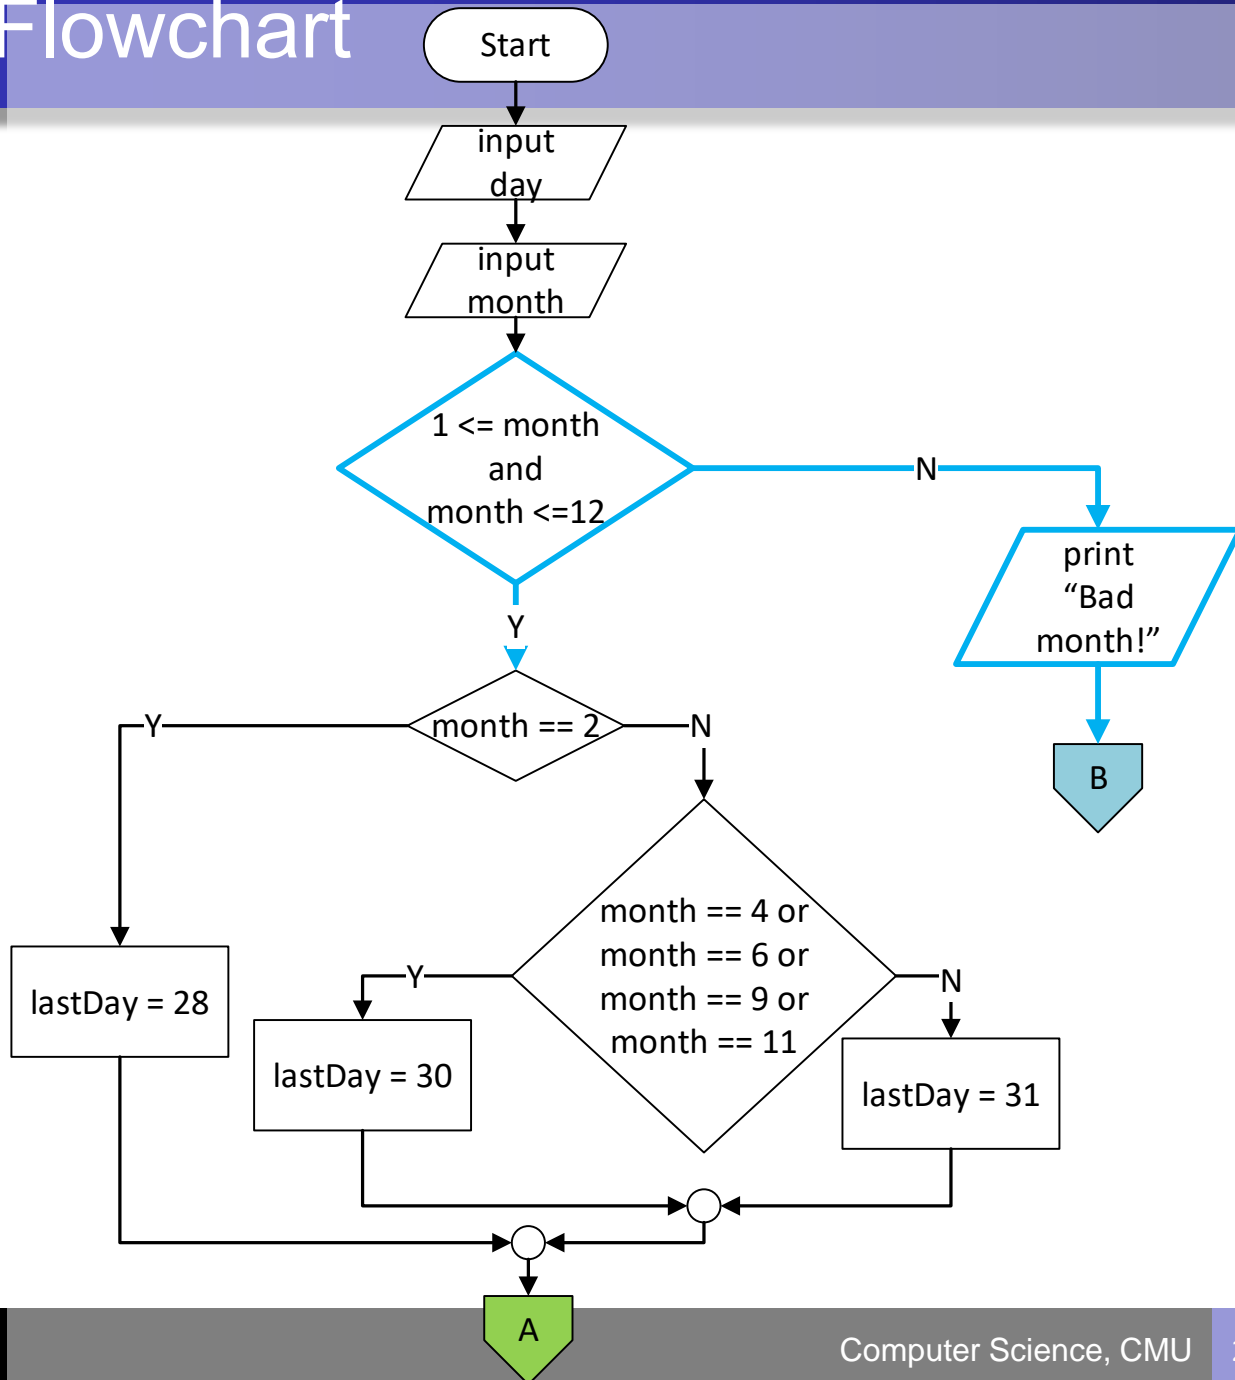 Flowchart
Start
input
day
input
month
1 <= month
and
month <=12
N
print
“Bad
month!”
Y
B
Y
month == 2
N
month == 4 or
month == 6 or
month == 9 or
month == 11
Y
N
lastDay = 28
lastDay = 30
lastDay = 31
A
Computer Science, CMU